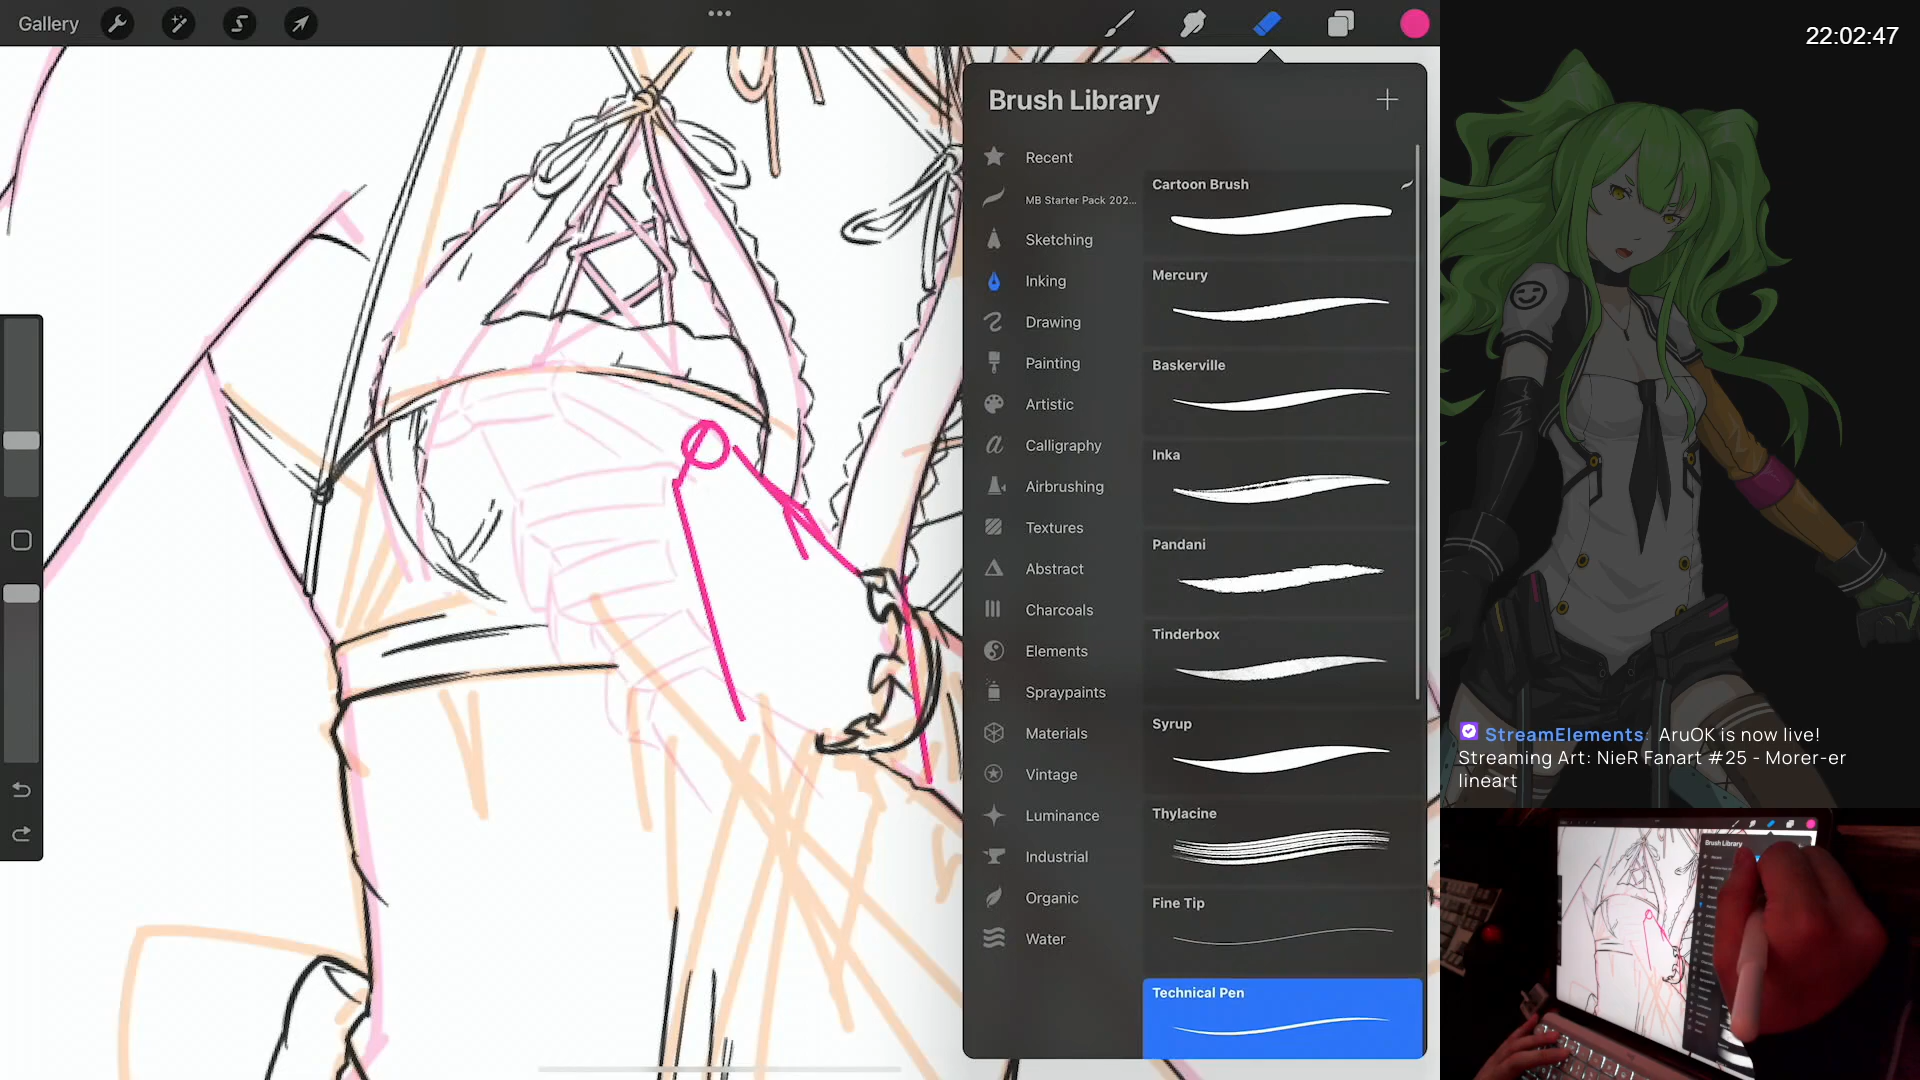 Gallery
22:02:47
Brush Library
Recent
MB Starter Pack 202...
Sketching
Inking
Drawing
Painting
Artistic
Calligraphy
Airbrushing
Textures
Abstract
Charcoals
Elements
Spraypaints
Materials
Vintage
Luminance
Industrial
Organic
Water
Cartoon Brush
Mercury
Baskerville
Inka
Pandani
Tinderbox
Syrup
Thylacine
Fine Tip
Technical Pen
StreamElements: AruOK is now live!
Streaming Art: NieR Fanart #25 - Morer-er
lineart
Brush Library